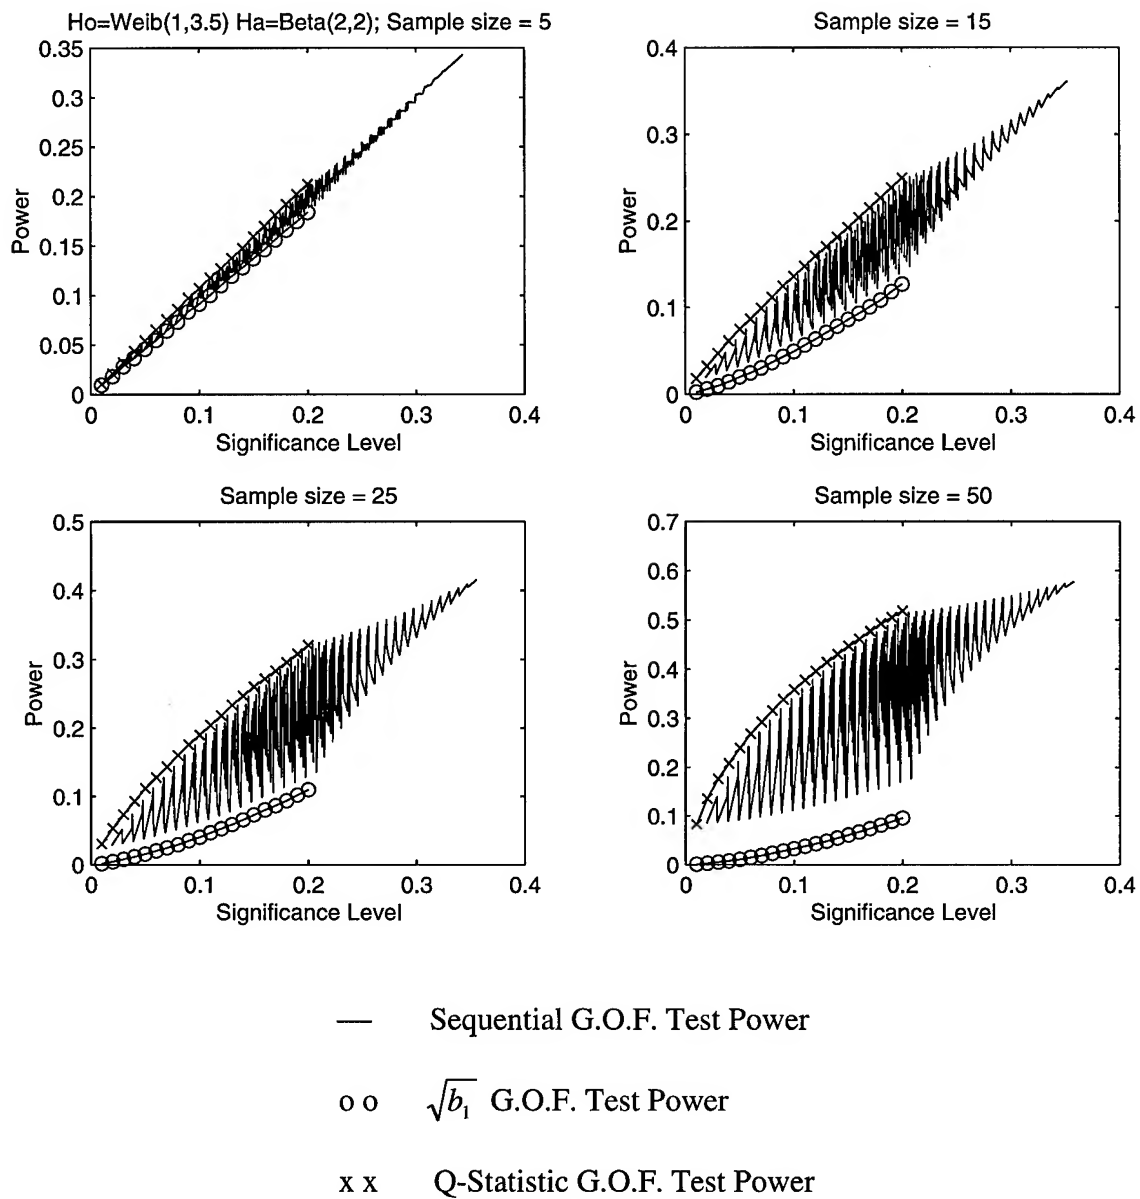 Ho=Weib(1,3.5) Ha=Beta(2,2); Sample size = 5
0.35
0.3
0.25
0.2
0.15
0.1
0.05
0
Power
0 0.1 0.2 0.3 0.4
Significance Level
Sample size = 15
0.4
0.3
0.2
0.1
0
Power
0 0.1 0.2 0.3 0.4
Significance Level
Sample size = 25
0.5
0.4
0.3
0.2
0.1
0
Power
0 0.1 0.2 0.3 0.4
Significance Level
Sample size = 50
0.7
0.6
0.5
0.4
0.3
0.2
0.1
0
Power
0 0.1 0.2 0.3 0.4
Significance Level
— Sequential G.O.F. Test Power
o o √b₁ G.O.F. Test Power
x x Q-Statistic G.O.F. Test Power